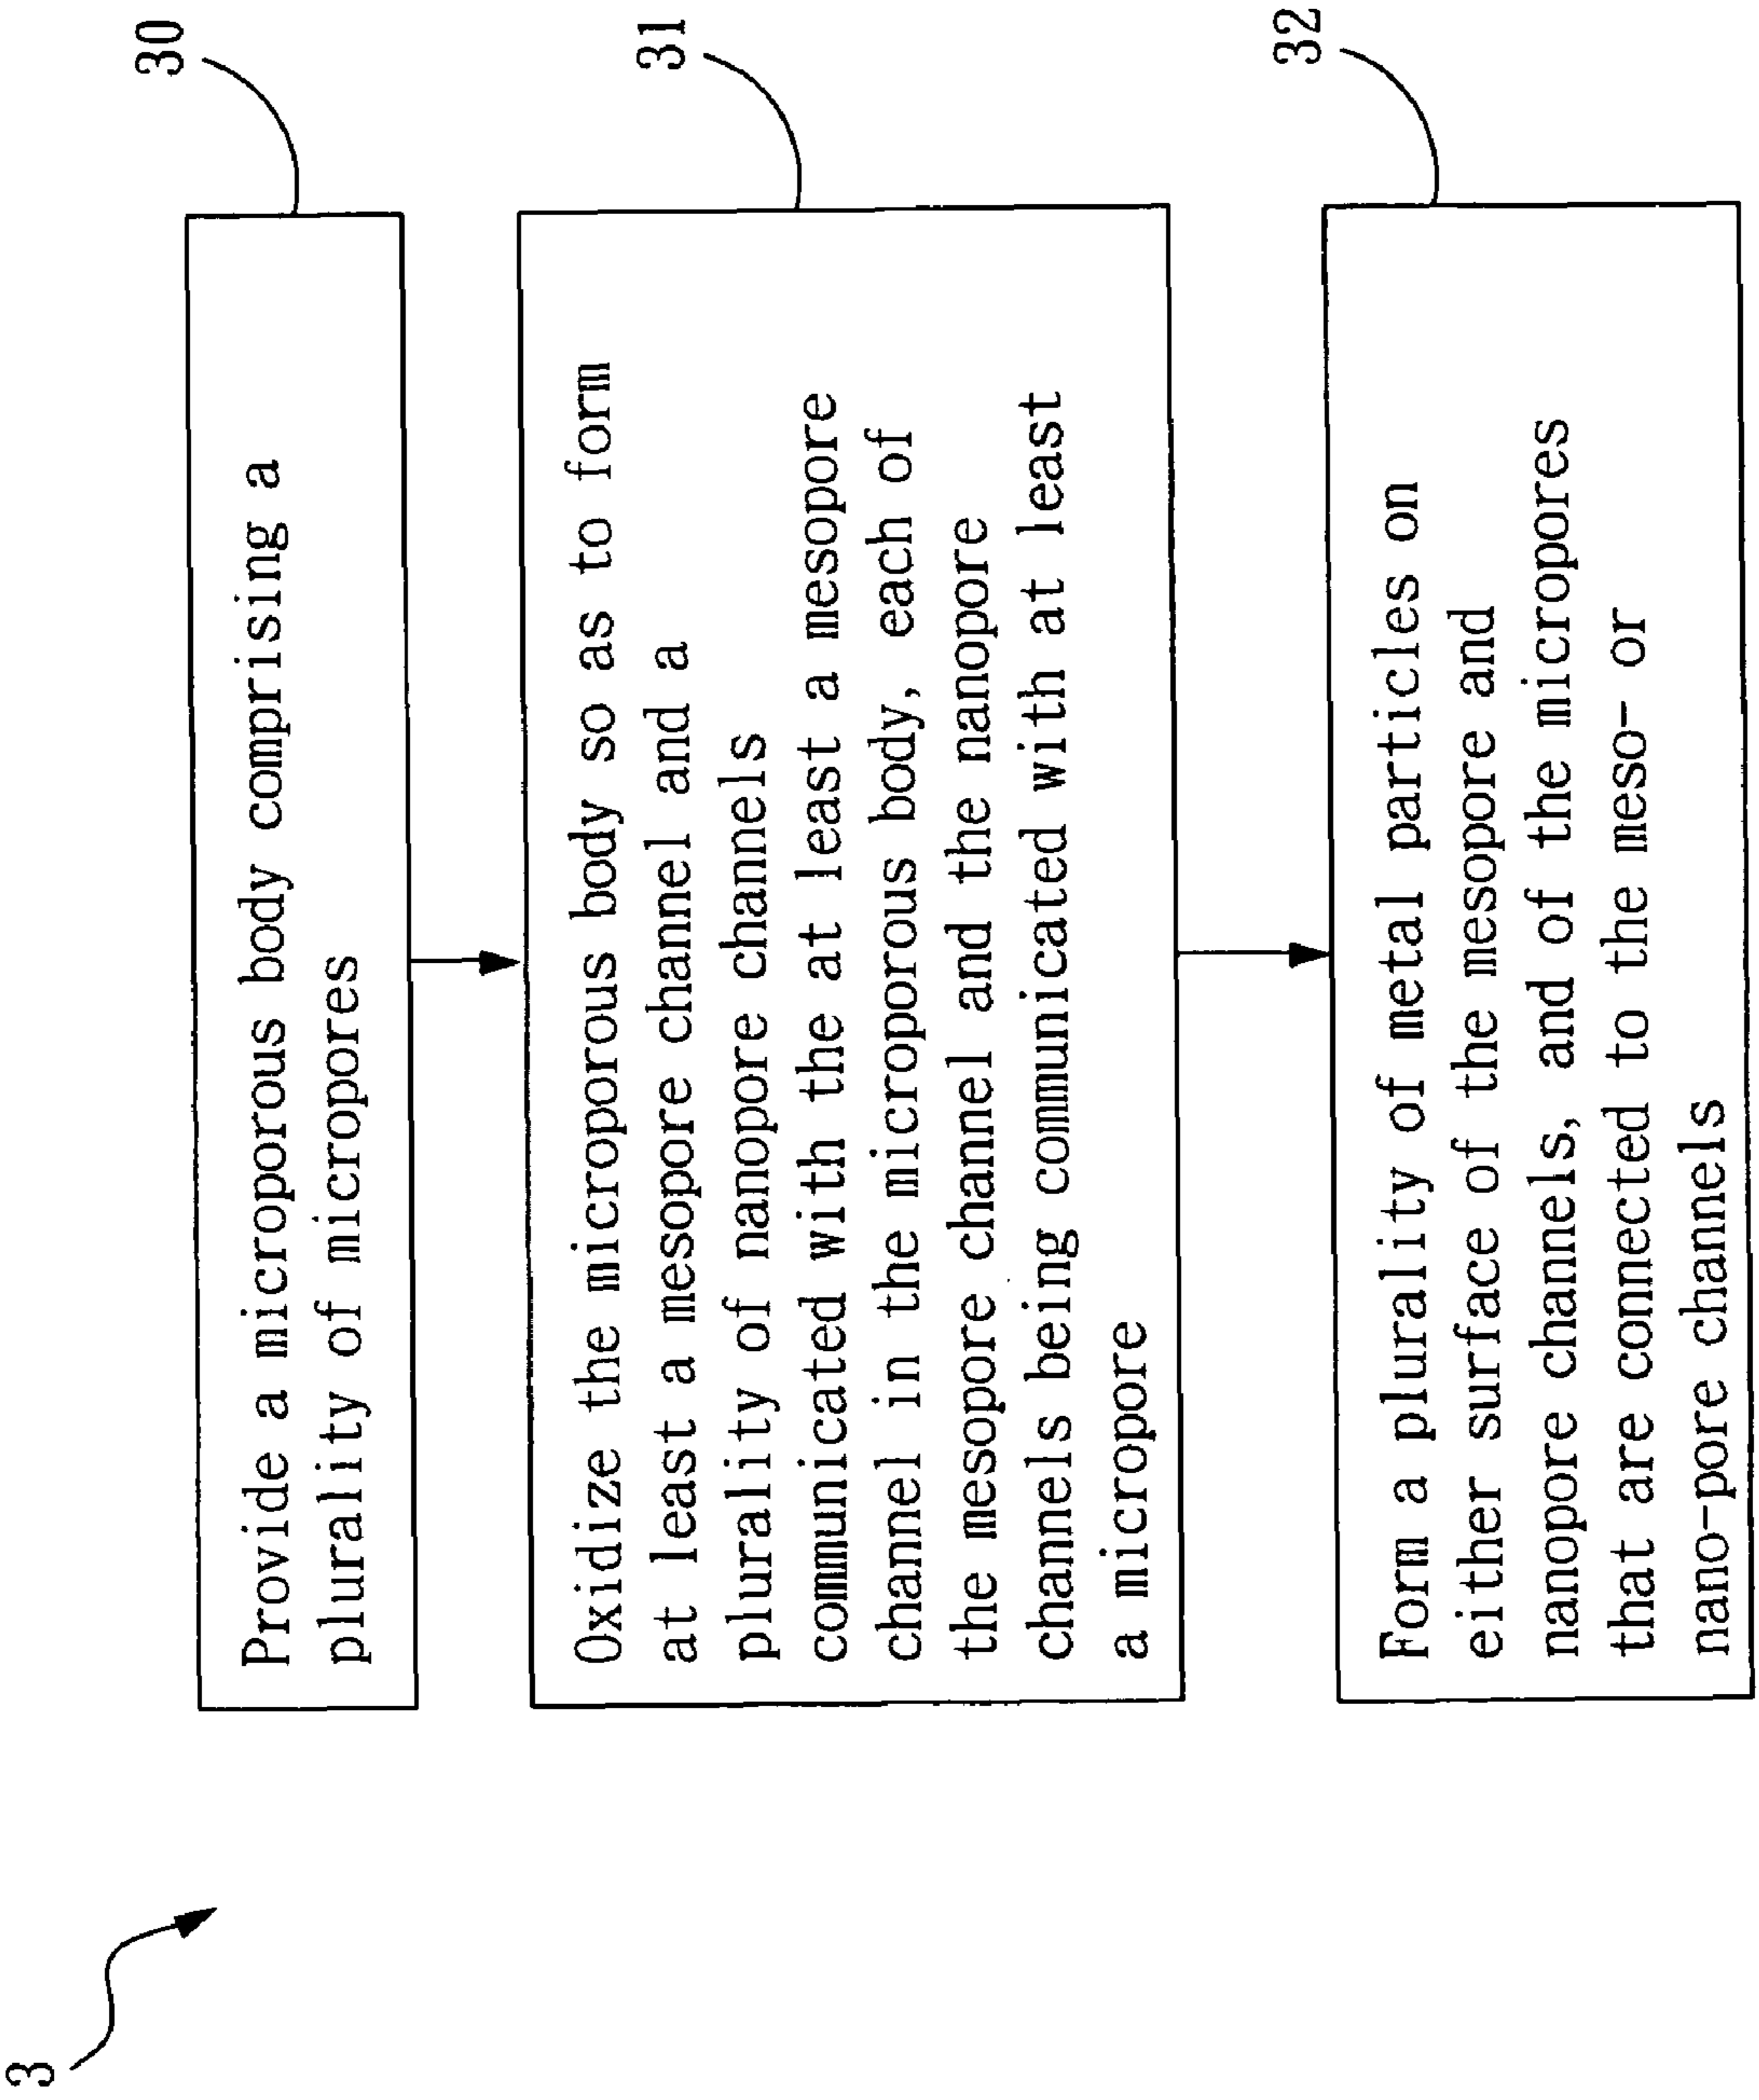 3
30
Provide a microporous body comprising a
plurality of micropores
31
Oxidize the microporous body so as to form
at least a mesopore channel and a
plurality of nanopore channels
communicated with the at least a mesopore
channel in the microporous body, each of
the mesopore channel and the nanopore
channels being communicated with at least
a micropore
32
Form a plurality of metal particles on
either surface of the mesopore and
nanopore channels, and of the micropores
that are connected to the meso- or
nano-pore channels